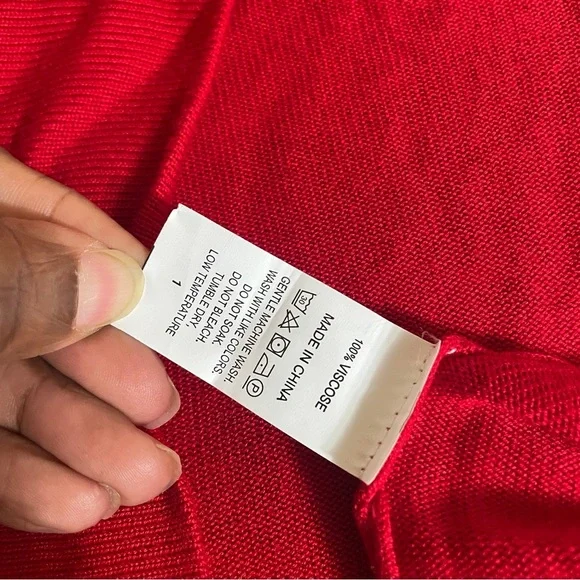 100% VISCOSE
MADE IN CHINA
30 P
GENTLE MACHINE WASH.
WASH WITH LIKE COLORS.
DO NOT SOAK.
DO NOT BLEACH.
TUMBLE DRY,
LOW TEMPERATURE
1